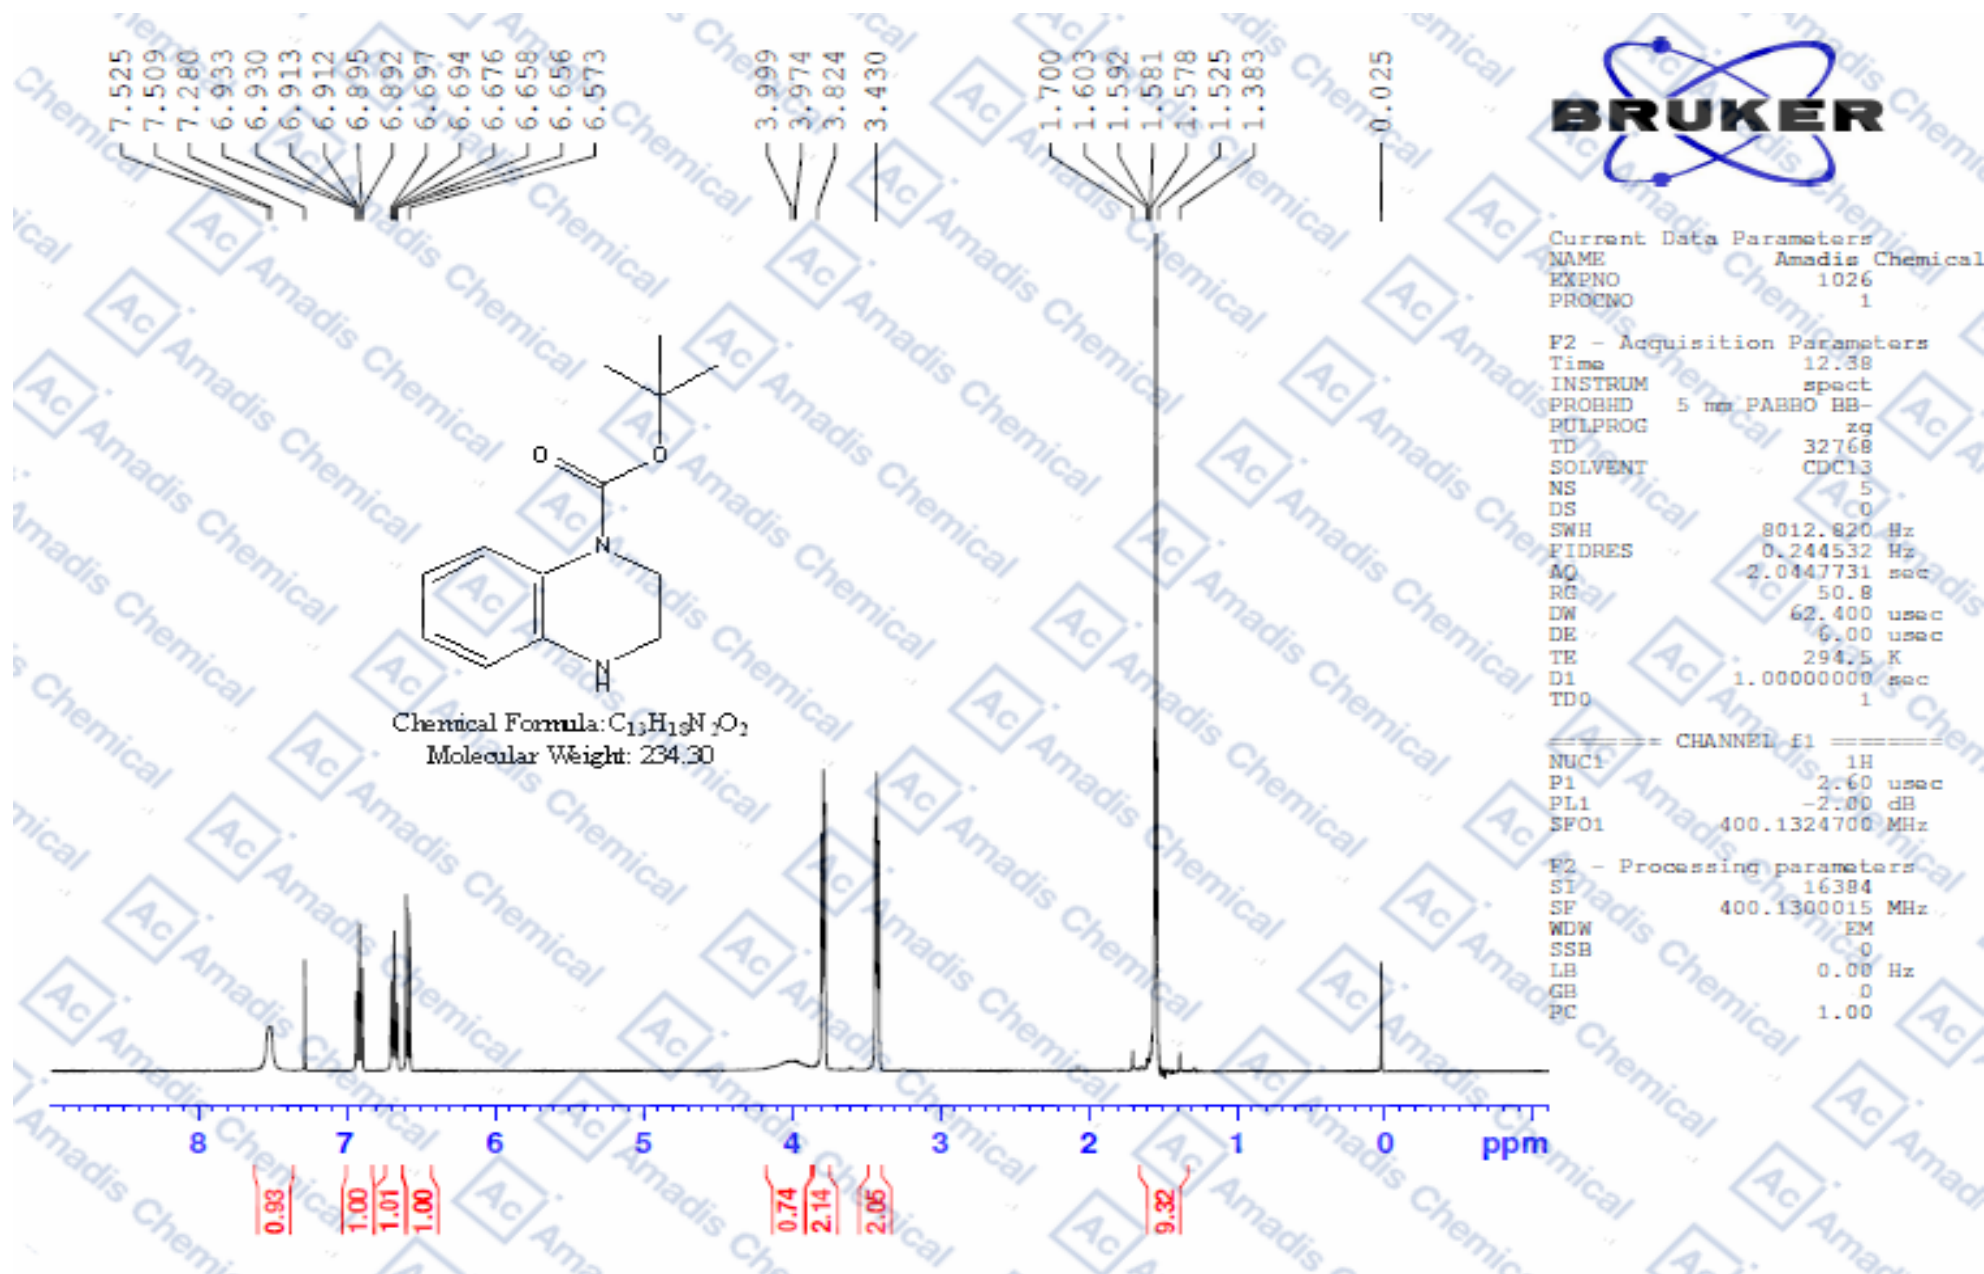 7.525
7.509
7.280
6.933
6.930
6.913
6.912
6.895
6.892
6.697
6.694
6.676
6.658
6.656
6.573
3.999
3.974
3.824
3.430
1.700
1.603
1.592
1.581
1.578
1.525
1.383
0.025
BRUKER
Current Data Parameters
NAME Amadis Chemical
EXPNO 1026
PROCNO 1
F2 - Acquisition Parameters
Time 12.38
INSTRUM spect
PROBHD 5 mm PABBO BB-
PULPROG zg
TD 32768
SOLVENT CDCl3
NS 5
DS 0
SWH 8012.820 Hz
FIDRES 0.244532 Hz
AQ 2.0447731 sec
RG 50.8
DW 62.400 usec
DE 6.00 usec
TE 294.5 K
D1 1.00000000 sec
TD0 1
======== CHANNEL f1 ========
NUC1 1H
P1 2.60 usec
PL1 -2.00 dB
SFO1 400.1324700 MHz
F2 - Processing parameters
SI 16384
SF 400.1300015 MHz
WDW EM
SSB 0
LB 0.00 Hz
GB 0
PC 1.00
O
O
N
N
H
Chemical Formula: C13H18N2O2
Molecular Weight: 234.30
8 7 6 5 4 3 2 1 0 ppm
0.93
1.00
1.01
1.00
0.74
2.14
2.05
9.32
Ac Amadis Chemical